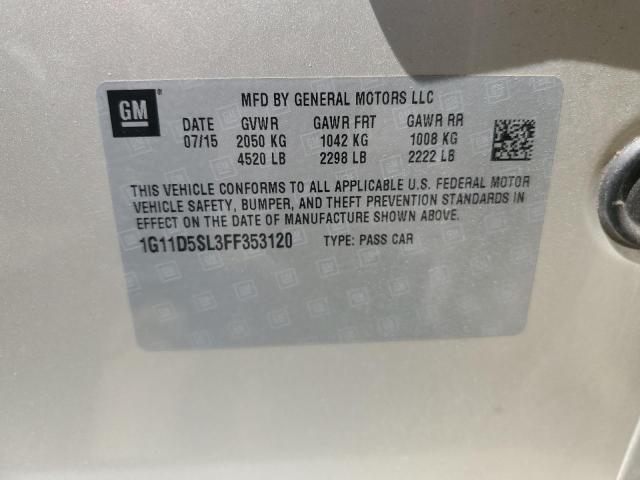 GM
MFD BY GENERAL MOTORS LLC
DATE GVWR GAWR FRT GAWR RR
07/15 2050 KG 1042 KG 1008 KG
4520 LB 2298 LB 2222 LB
THIS VEHICLE CONFORMS TO ALL APPLICABLE U.S. FEDERAL MOTOR
VEHICLE SAFETY, BUMPER, AND THEFT PREVENTION STANDARDS IN
EFFECT ON THE DATE OF MANUFACTURE SHOWN ABOVE.
1G11D5SL3FF353120 TYPE: PASS CAR